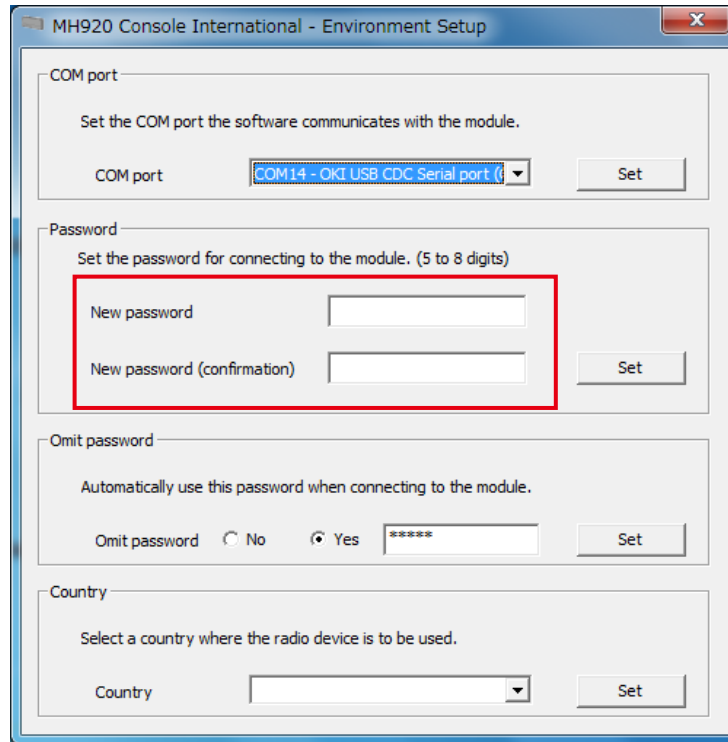 MH920 Console International - Environment Setup
COM port
Set the COM port the software communicates with the module.
COM port COM14 - OKI USB CDC Serial port ( Set
Password
Set the password for connecting to the module. (5 to 8 digits)
New password
New password (confirmation) Set
Omit password
Automatically use this password when connecting to the module.
Omit password No Yes ***** Set
Country
Select a country where the radio device is to be used.
Country Set